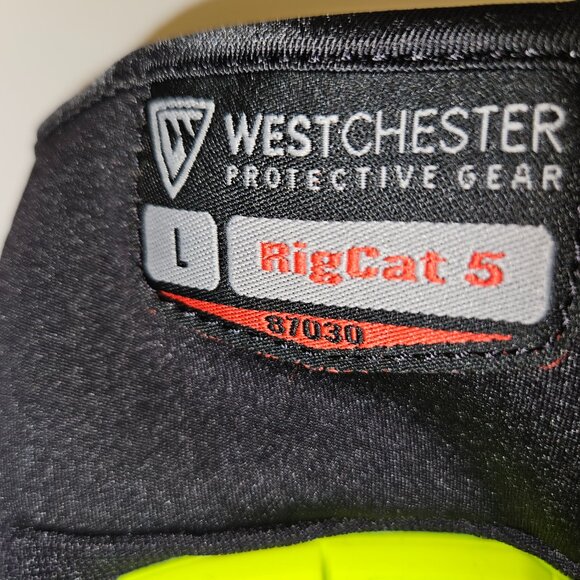 WESTCHESTER
PROTECTIVE GEAR
L RigCat 5
87030